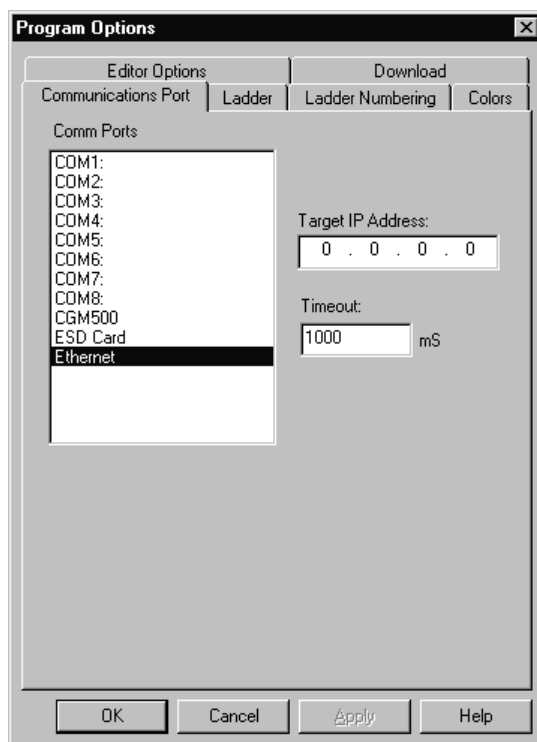 Program Options
Editor Options
Download
Communications Port
Ladder
Ladder Numbering
Colors
Comm Ports
COM1:
COM2:
COM3:
COM4:
COM5:
COM6:
COM7:
COM8:
CGM500
ESD Card
Ethernet
Target IP Address:
0 . 0 . 0 . 0
Timeout:
1000 mS
OK
Cancel
Apply
Help